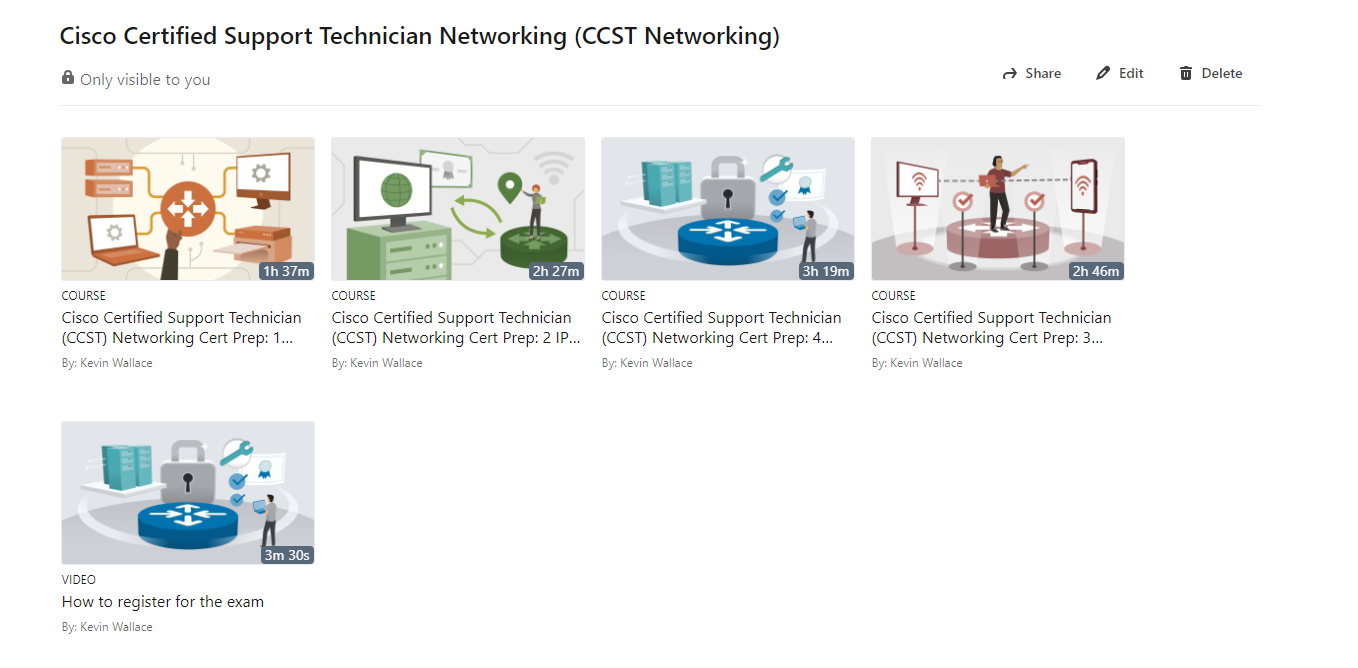 Cisco Certified Support Technician Networking (CCST Networking)
Only visible to you
Share
Edit
Delete
1h 37m
COURSE
Cisco Certified Support Technician
(CCST) Networking Cert Prep: 1...
By: Kevin Wallace
2h 27m
COURSE
Cisco Certified Support Technician
(CCST) Networking Cert Prep: 2 IP...
By: Kevin Wallace
3h 19m
COURSE
Cisco Certified Support Technician
(CCST) Networking Cert Prep: 4...
By: Kevin Wallace
2h 46m
COURSE
Cisco Certified Support Technician
(CCST) Networking Cert Prep: 3...
By: Kevin Wallace
3m 30s
VIDEO
How to register for the exam
By: Kevin Wallace